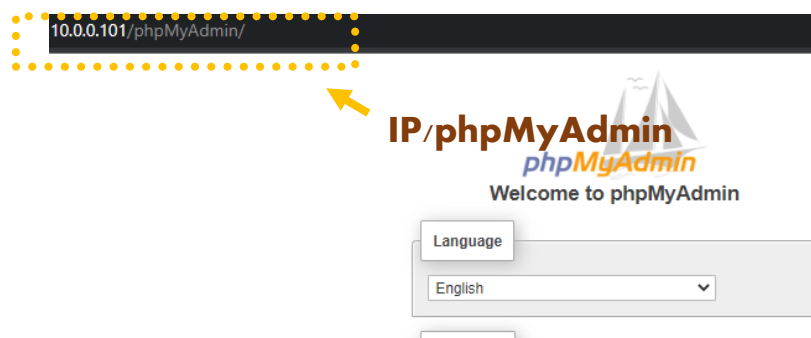 10.0.0.101/phpMyAdmin/
IP/phpMyAdmin
phpMyAdmin
Welcome to phpMyAdmin
Language
English